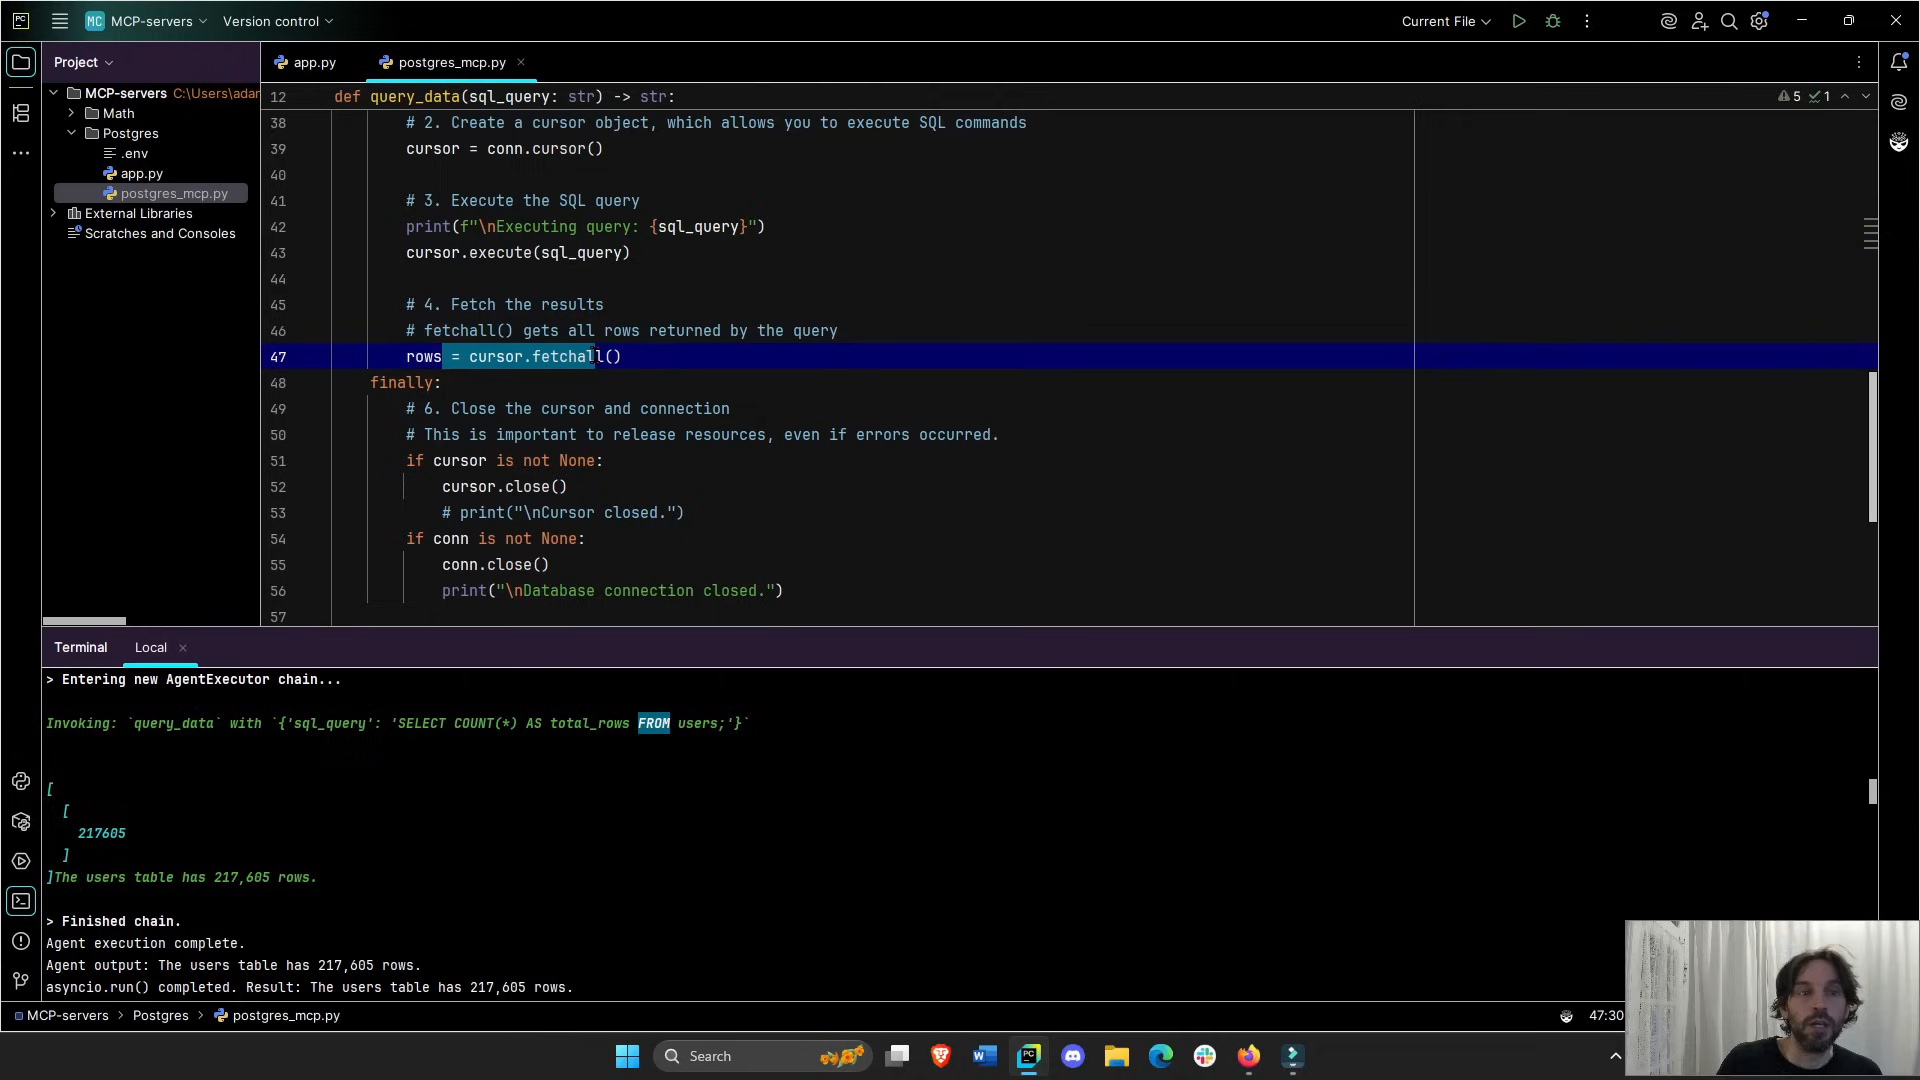 PC
MC MCP-servers
Version control
Current File
Project
app.py
postgres_mcp.py
MCP-servers C:\Users\adan
Math
Postgres
.env
app.py
postgres_mcp.py
External Libraries
Scratches and Consoles
12 def query_data(sql_query: str) -> str:
5 1
38 # 2. Create a cursor object, which allows you to execute SQL commands
39 cursor = conn.cursor()
40
41 # 3. Execute the SQL query
42 print(f"\nExecuting query: {sql_query}")
43 cursor.execute(sql_query)
44
45 # 4. Fetch the results
46 # fetchall() gets all rows returned by the query
47 rows = cursor.fetchall()
48 finally:
49 # 6. Close the cursor and connection
50 # This is important to release resources, even if errors occurred.
51 if cursor is not None:
52 cursor.close()
53 # print("\nCursor closed.")
54 if conn is not None:
55 conn.close()
56 print("\nDatabase connection closed.")
57
Terminal
Local
> Entering new AgentExecutor chain...
Invoking: `query_data` with `{'sql_query': 'SELECT COUNT(*) AS total_rows FROM users;'}`
[
[
217605
]
]The users table has 217,605 rows.
> Finished chain.
Agent execution complete.
Agent output: The users table has 217,605 rows.
asyncio.run() completed. Result: The users table has 217,605 rows.
MCP-servers > Postgres > postgres_mcp.py
47:30
Search